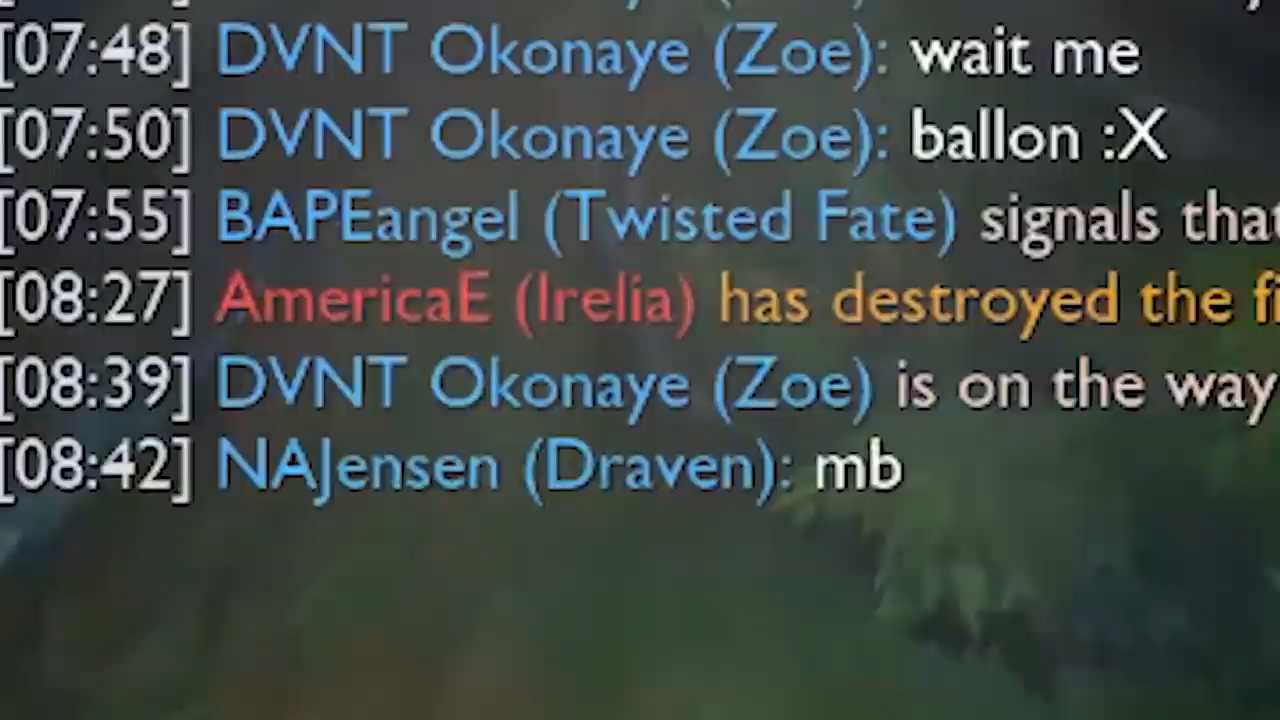 [07:48] DVNT Okonaye (Zoe): wait me
[07:50] DVNT Okonaye (Zoe): ballon :X
[07:55] BAPEangel (Twisted Fate) signals that
[08:27] AmericaE (Irelia) has destroyed the
[08:39] DVNT Okonaye (Zoe) is on the way
[08:42] NAJensen (Draven): mb